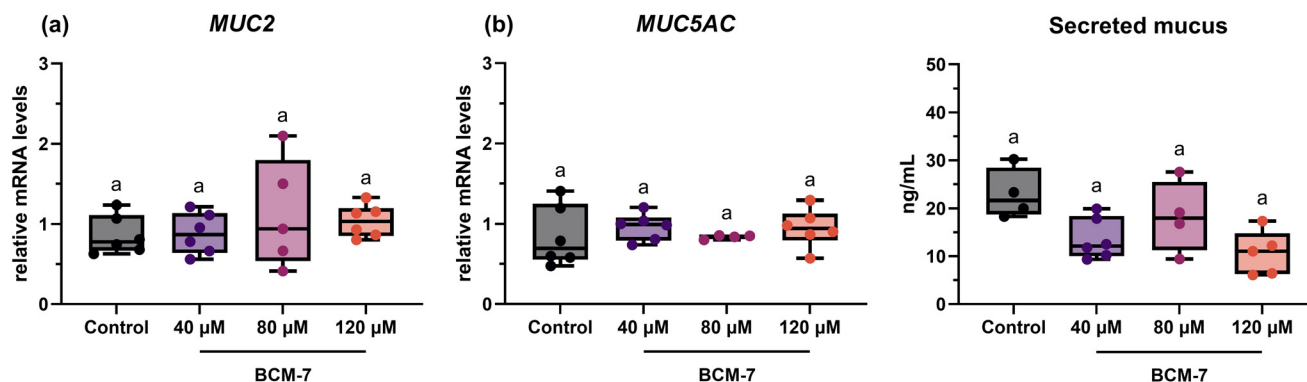 (a)
MUC2
relative mRNA levels
3
2
1
0
a
a
a
a
Control
40 µM
80 µM
120 µM
BCM-7
(b)
MUC5AC
relative mRNA levels
3
2
1
0
a
a
a
a
Control
40 µM
80 µM
120 µM
BCM-7
Secreted mucus
ng/mL
50
40
30
20
10
0
a
a
a
a
Control
40 µM
80 µM
120 µM
BCM-7